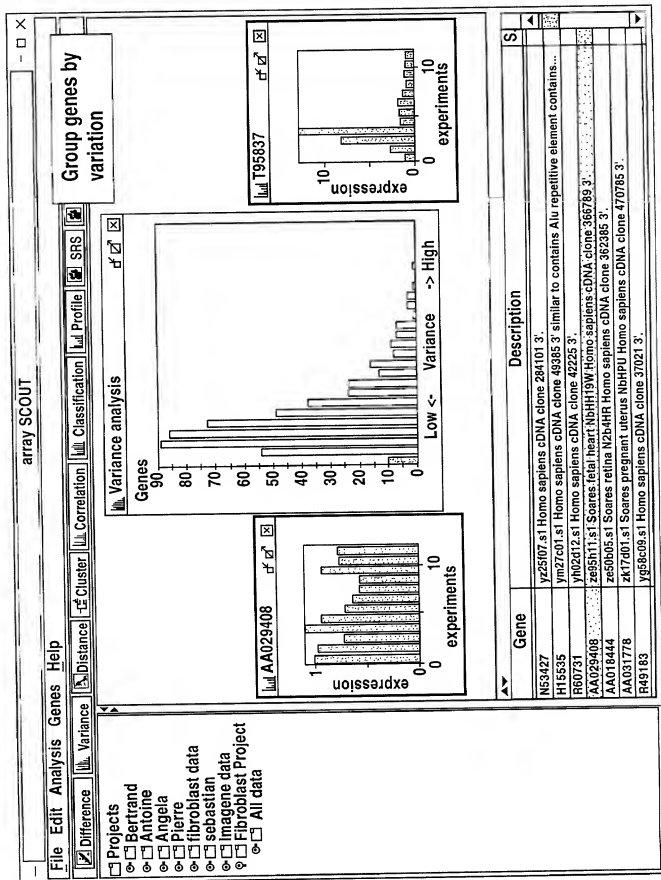 array SCOUT
File Edit Analysis Genes Help
Difference Variance Distance Cluster Correlation Classification Profile SRS
Group genes by
variation
Projects
Bertrand
Antoine
Angela
Pierre
fibroblast data
sebastian
Imagene data
Fibroblast Project
All data
AA029408
expression
1
0
0
10
experiments
Variance analysis
Genes
90
80
70
60
50
40
30
20
10
0
Low <- Variance -> High
T95837
expression
10
0
0
10
experiments
Gene Description S.
N53427 yz25f07.s1 Homo sapiens cDNA clone 284101 3'.
H15535 ym27c01.s1 Homo sapiens cDNA clone 49385 3' similar to contains Alu repetitive element contains...
R60731 yh02d12.s1 Homo sapiens cDNA clone 42225 3'.
AA029408 ze95h11.s1 Soares fetal heart NbHH19W Homo sapiens cDNA clone 366789 3'.
AA018444 ze50b05.s1 Soares retina N2b4HR Homo sapiens cDNA clone 362385 3'.
AA031778 zk17d01.s1 Soares pregnant uterus NbHPU Homo sapiens cDNA clone 470785 3'.
R49183 yg58c09.s1 Homo sapiens cDNA clone 37021 3'.